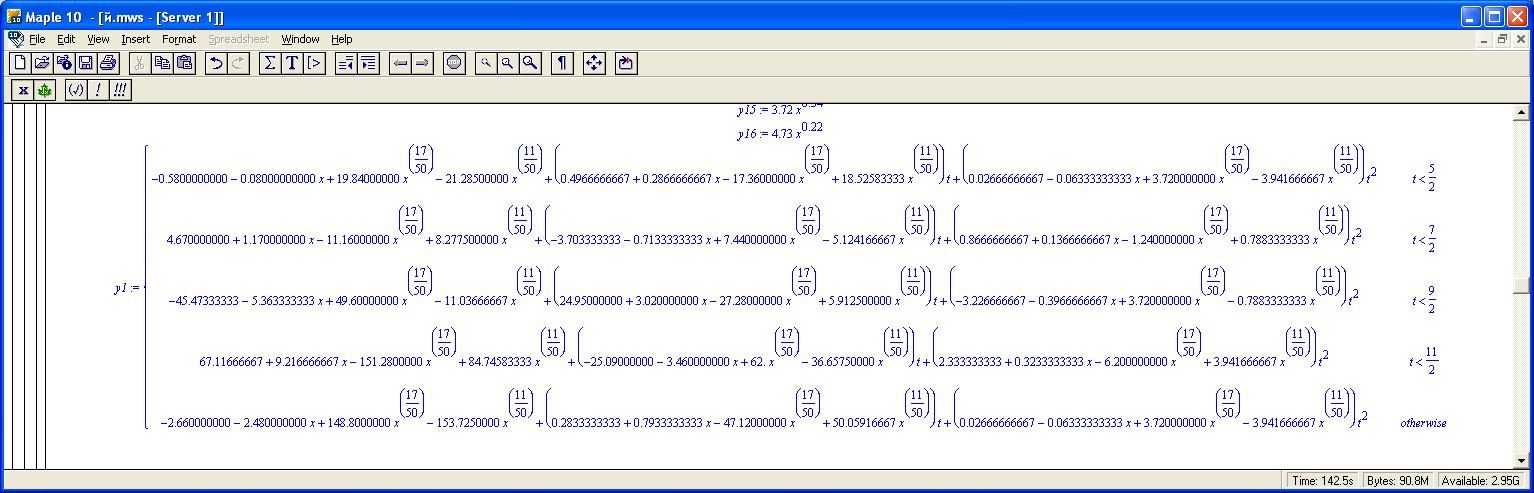 Maple 10 - [й.mws - [Server 1]]
File Edit View Insert Format Spreadsheet Window Help
y15 := 3.72 x^0.34
y16 := 4.73 x^0.22
-0.5800000000 - 0.08000000000 x + 19.84000000 x^(17/50) - 21.28500000 x^(11/50) + (0.4966666667 + 0.2866666667 x - 17.36000000 x^(17/50) + 18.52583333 x^(11/50)) t + (0.02666666667 - 0.06333333333 x + 3.720000000 x^(17/50) - 3.941666667 x^(11/50)) t^2 t < 5/2
4.670000000 + 1.170000000 x - 11.16000000 x^(17/50) + 8.277500000 x^(11/50) + (-3.703333333 - 0.7133333333 x + 7.440000000 x^(17/50) - 5.124166667 x^(11/50)) t + (0.8666666667 + 0.1366666667 x - 1.240000000 x^(17/50) + 0.7883333333 x^(11/50)) t^2 t < 7/2
y1 := -45.47333333 - 5.363333333 x + 49.60000000 x^(17/50) - 11.03666667 x^(11/50) + (24.95000000 + 3.020000000 x - 27.28000000 x^(17/50) + 5.912500000 x^(11/50)) t + (-3.226666667 - 0.3966666667 x + 3.720000000 x^(17/50) - 0.7883333333 x^(11/50)) t^2 t < 9/2
67.11666667 + 9.216666667 x - 151.2800000 x^(17/50) + 84.74583333 x^(11/50) + (-25.09000000 - 3.460000000 x + 62. x^(17/50) - 36.65750000 x^(11/50)) t + (2.333333333 + 0.3233333333 x - 6.200000000 x^(17/50) + 3.941666667 x^(11/50)) t^2 t < 11/2
-2.660000000 - 2.480000000 x + 148.8000000 x^(17/50) - 153.7250000 x^(11/50) + (0.2833333333 + 0.7933333333 x - 47.12000000 x^(17/50) + 50.05916667 x^(11/50)) t + (0.02666666667 - 0.06333333333 x + 3.720000000 x^(17/50) - 3.941666667 x^(11/50)) t^2 otherwise
Time: 142.5s Bytes: 90.8M Available: 2.95G